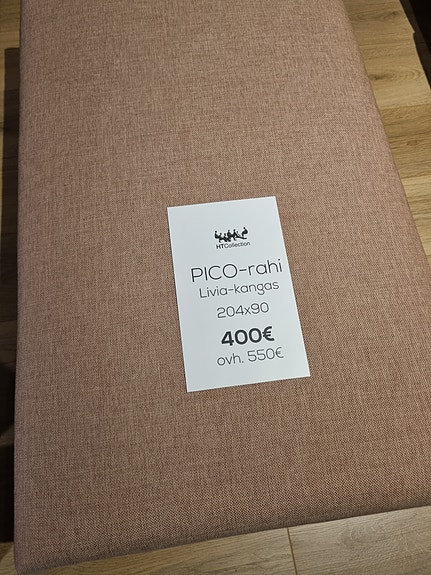 HTCollection
PICO-rahi
Livia-kangas
204x90
400€
ovh. 550€